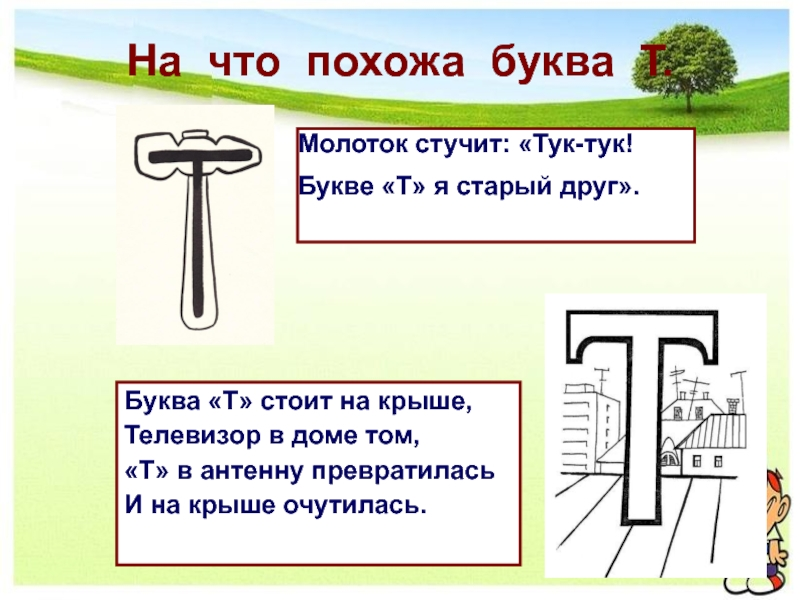 На что похожа буква Т.
Молоток стучит: «Тук-тук!
Букве «Т» я старый друг».
Буква «Т» стоит на крыше,
Телевизор в доме том,
«Т» в антенну превратилась
И на крыше очутилась.
Т
Т